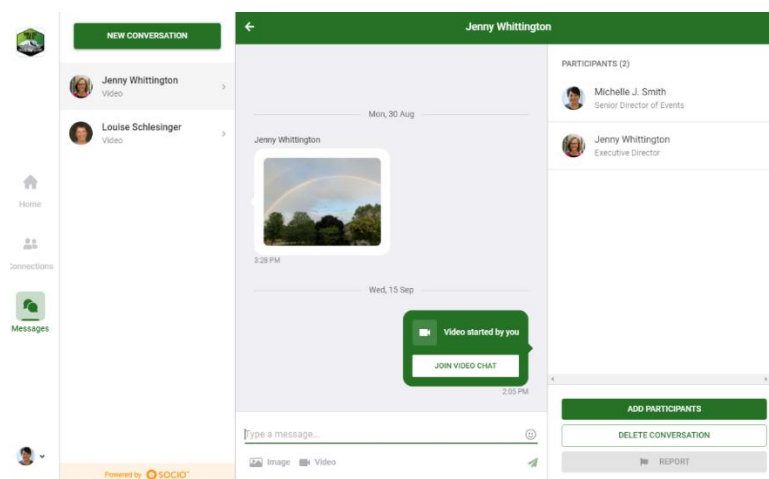 NEW CONVERSATION
Jenny Whittington
Video
Louise Schlesinger
Video
Home
Connections
Messages
Powered by SOCIO
Jenny Whittington
Mon, 30 Aug
Jenny Whittington
3:28 PM
Wed, 15 Sep
Video started by you
JOIN VIDEO CHAT
2:05 PM
Type a message...
Image Video
PARTICIPANTS (2)
Michelle J. Smith
Senior Director of Events
Jenny Whittington
Executive Director
ADD PARTICIPANTS
DELETE CONVERSATION
REPORT